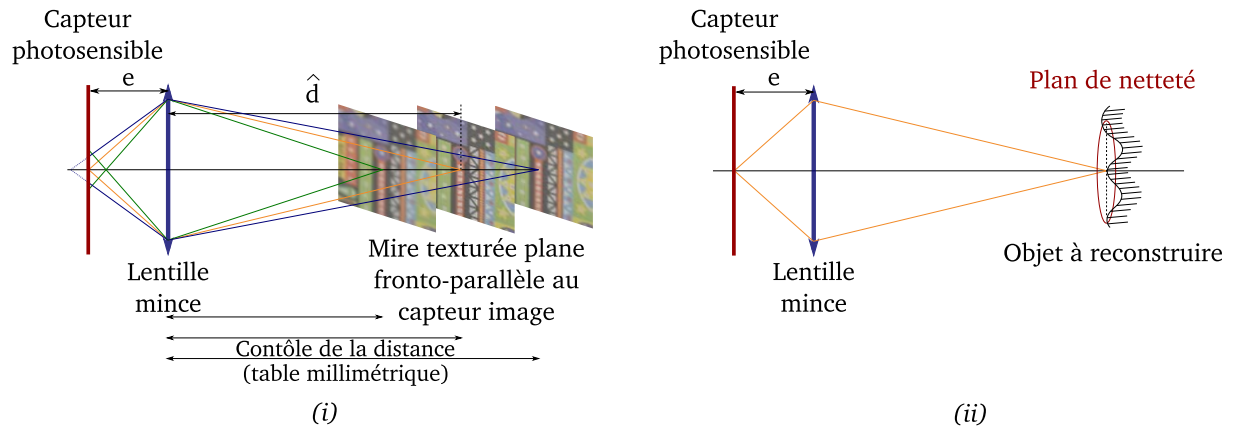 Capteur
photosensible
e
d̂
Lentille
mince
Mire texturée plane
fronto-parallèle au
capteur image
Contôle de la distance
(table millimétrique)
(i)
Capteur
photosensible
e
Plan de netteté
Lentille
mince
Objet à reconstruire
(ii)